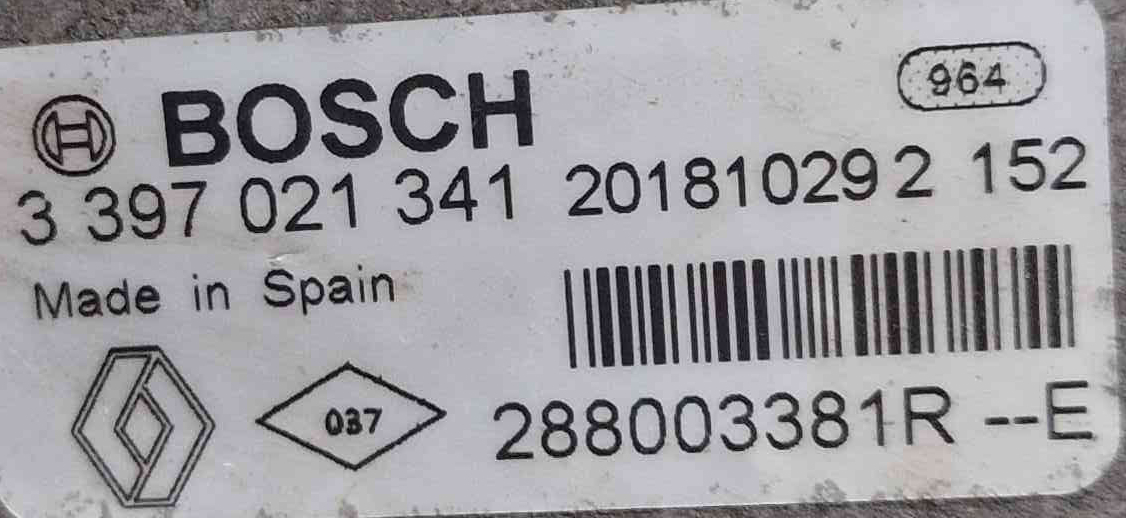 BOSCH
964
3 397 021 341 201810292 152
Made in Spain
037
288003381R --E